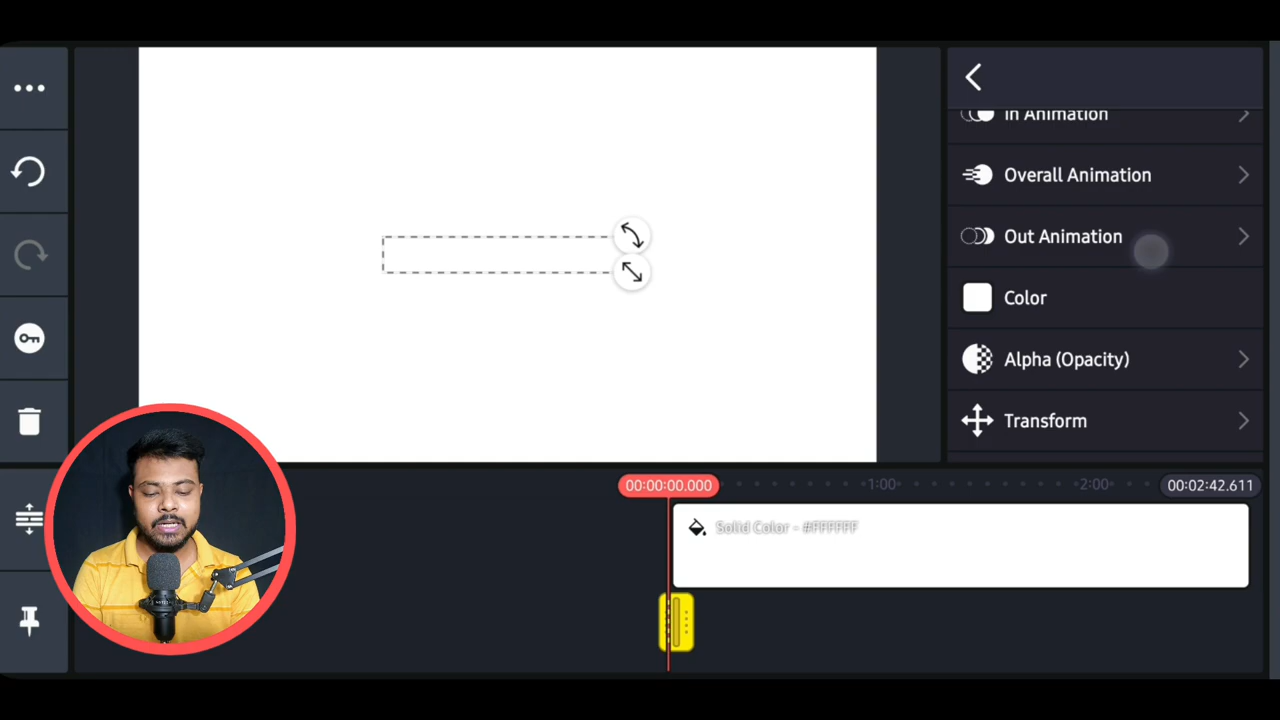 In Animation
Overall Animation
Out Animation
Color
Alpha (Opacity)
Transform
00:00:00.000
1:00
2:00
00:02:42.611
Solid Color - #FFFFFF